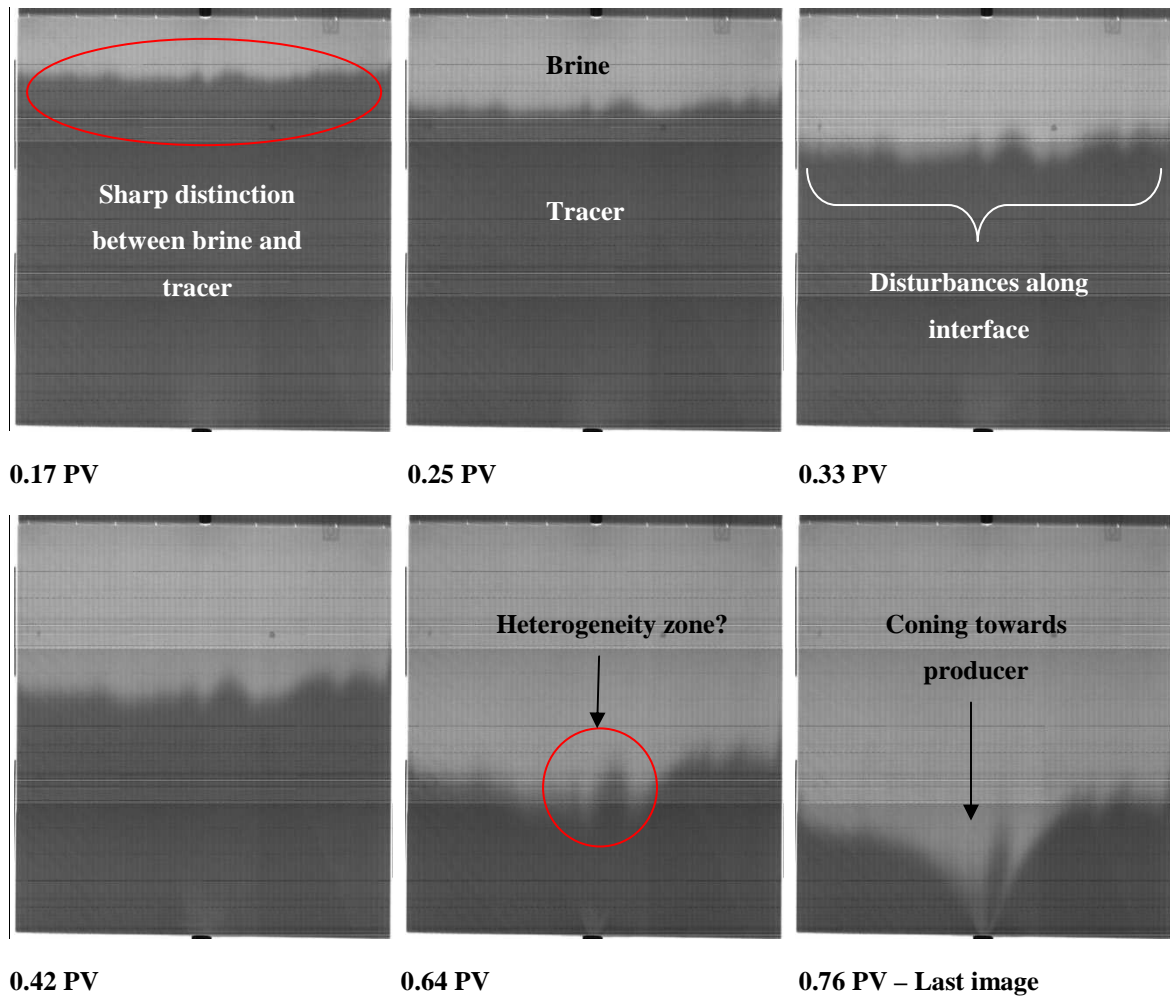 Sharp distinction
between brine and
tracer
Brine
Tracer
Disturbances along
interface
0.17 PV
0.25 PV
0.33 PV
Heterogeneity zone?
Coning towards
producer
0.42 PV
0.64 PV
0.76 PV – Last image